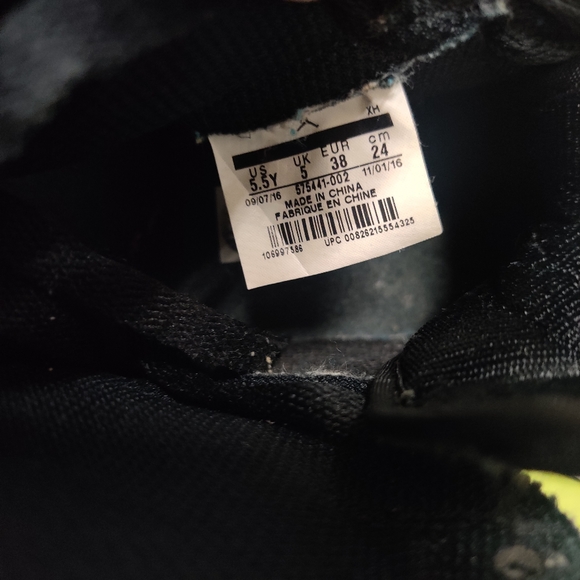 XH
US UK EUR cm
5.5Y 5 38 24
09/07/16 575441-002 11/01/16
MADE IN CHINA
FABRIQUE EN CHINE
106997586 UPC 00826215554325